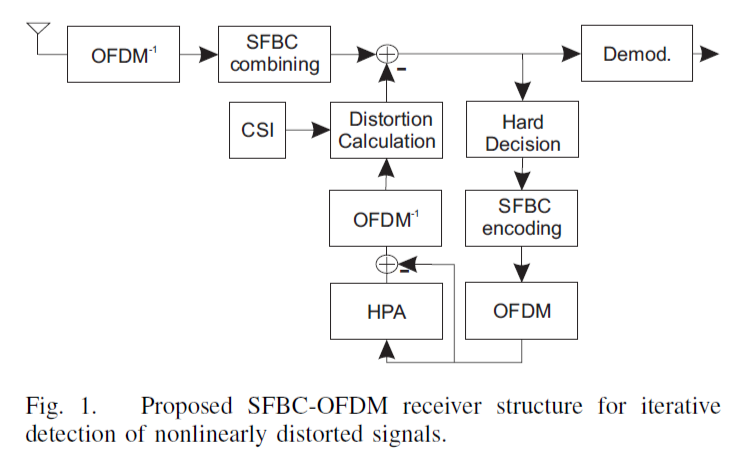 OFDM⁻¹
SFBC
combining
-
Demod.
CSI
Distortion
Calculation
Hard
Decision
OFDM⁻¹
SFBC
encoding
-
HPA
OFDM
Fig. 1. Proposed SFBC-OFDM receiver structure for iterative
detection of nonlinearly distorted signals.